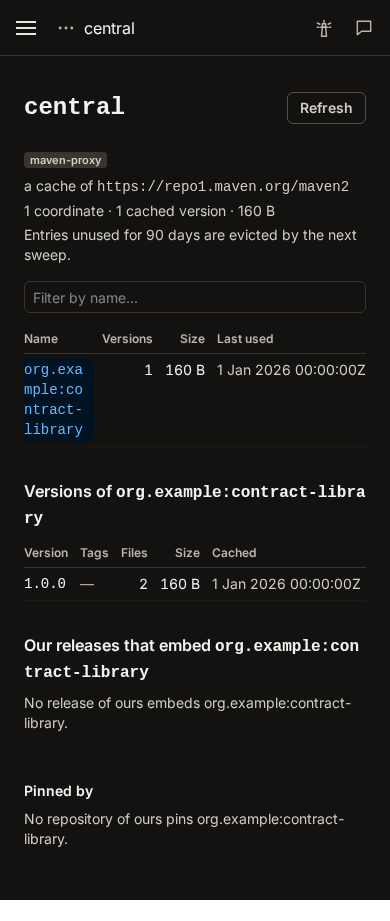 ··· central
central
Refresh
maven-proxy
a cache of https://repo1.maven.org/maven2
1 coordinate · 1 cached version · 160 B
Entries unused for 90 days are evicted by the next
sweep.
Filter by name...
Name Versions Size Last used
org.exa
mple:co
ntract-
library
1 160 B 1 Jan 2026 00:00:00Z
Versions of org.example:contract-libra
ry
Version Tags Files Size Cached
1.0.0 — 2 160 B 1 Jan 2026 00:00:00Z
Our releases that embed org.example:con
tract-library
No release of ours embeds org.example:contract-
library.
Pinned by
No repository of ours pins org.example:contract-
library.